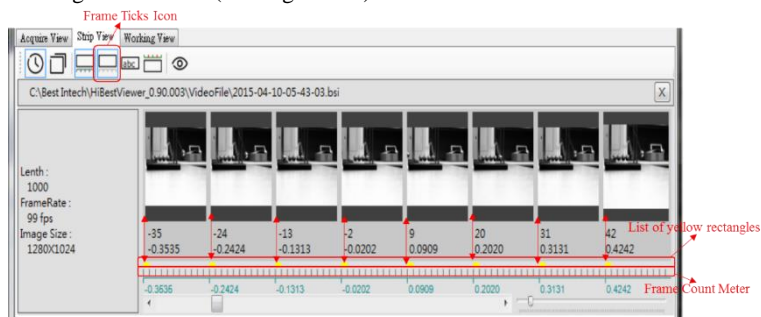 Frame Ticks Icon
Acquire View Strip View Working View
abc
C:\Best Intech\HiBestViewer_0.90.003\VideoFile\2015-04-10-05-43-03.bsi X
Lenth :
1000
FrameRate :
99 fps
Image Size :
1280X1024
-35 -24 -13 -2 9 20 31 42
-0.3535 -0.2424 -0.1313 -0.0202 0.0909 0.2020 0.3131 0.4242
List of yellow rectangles
-0.3636 -0.2424 -0.1313 -0.0202 0.0909 0.2020 0.3131 0.4242
Frame Count Meter